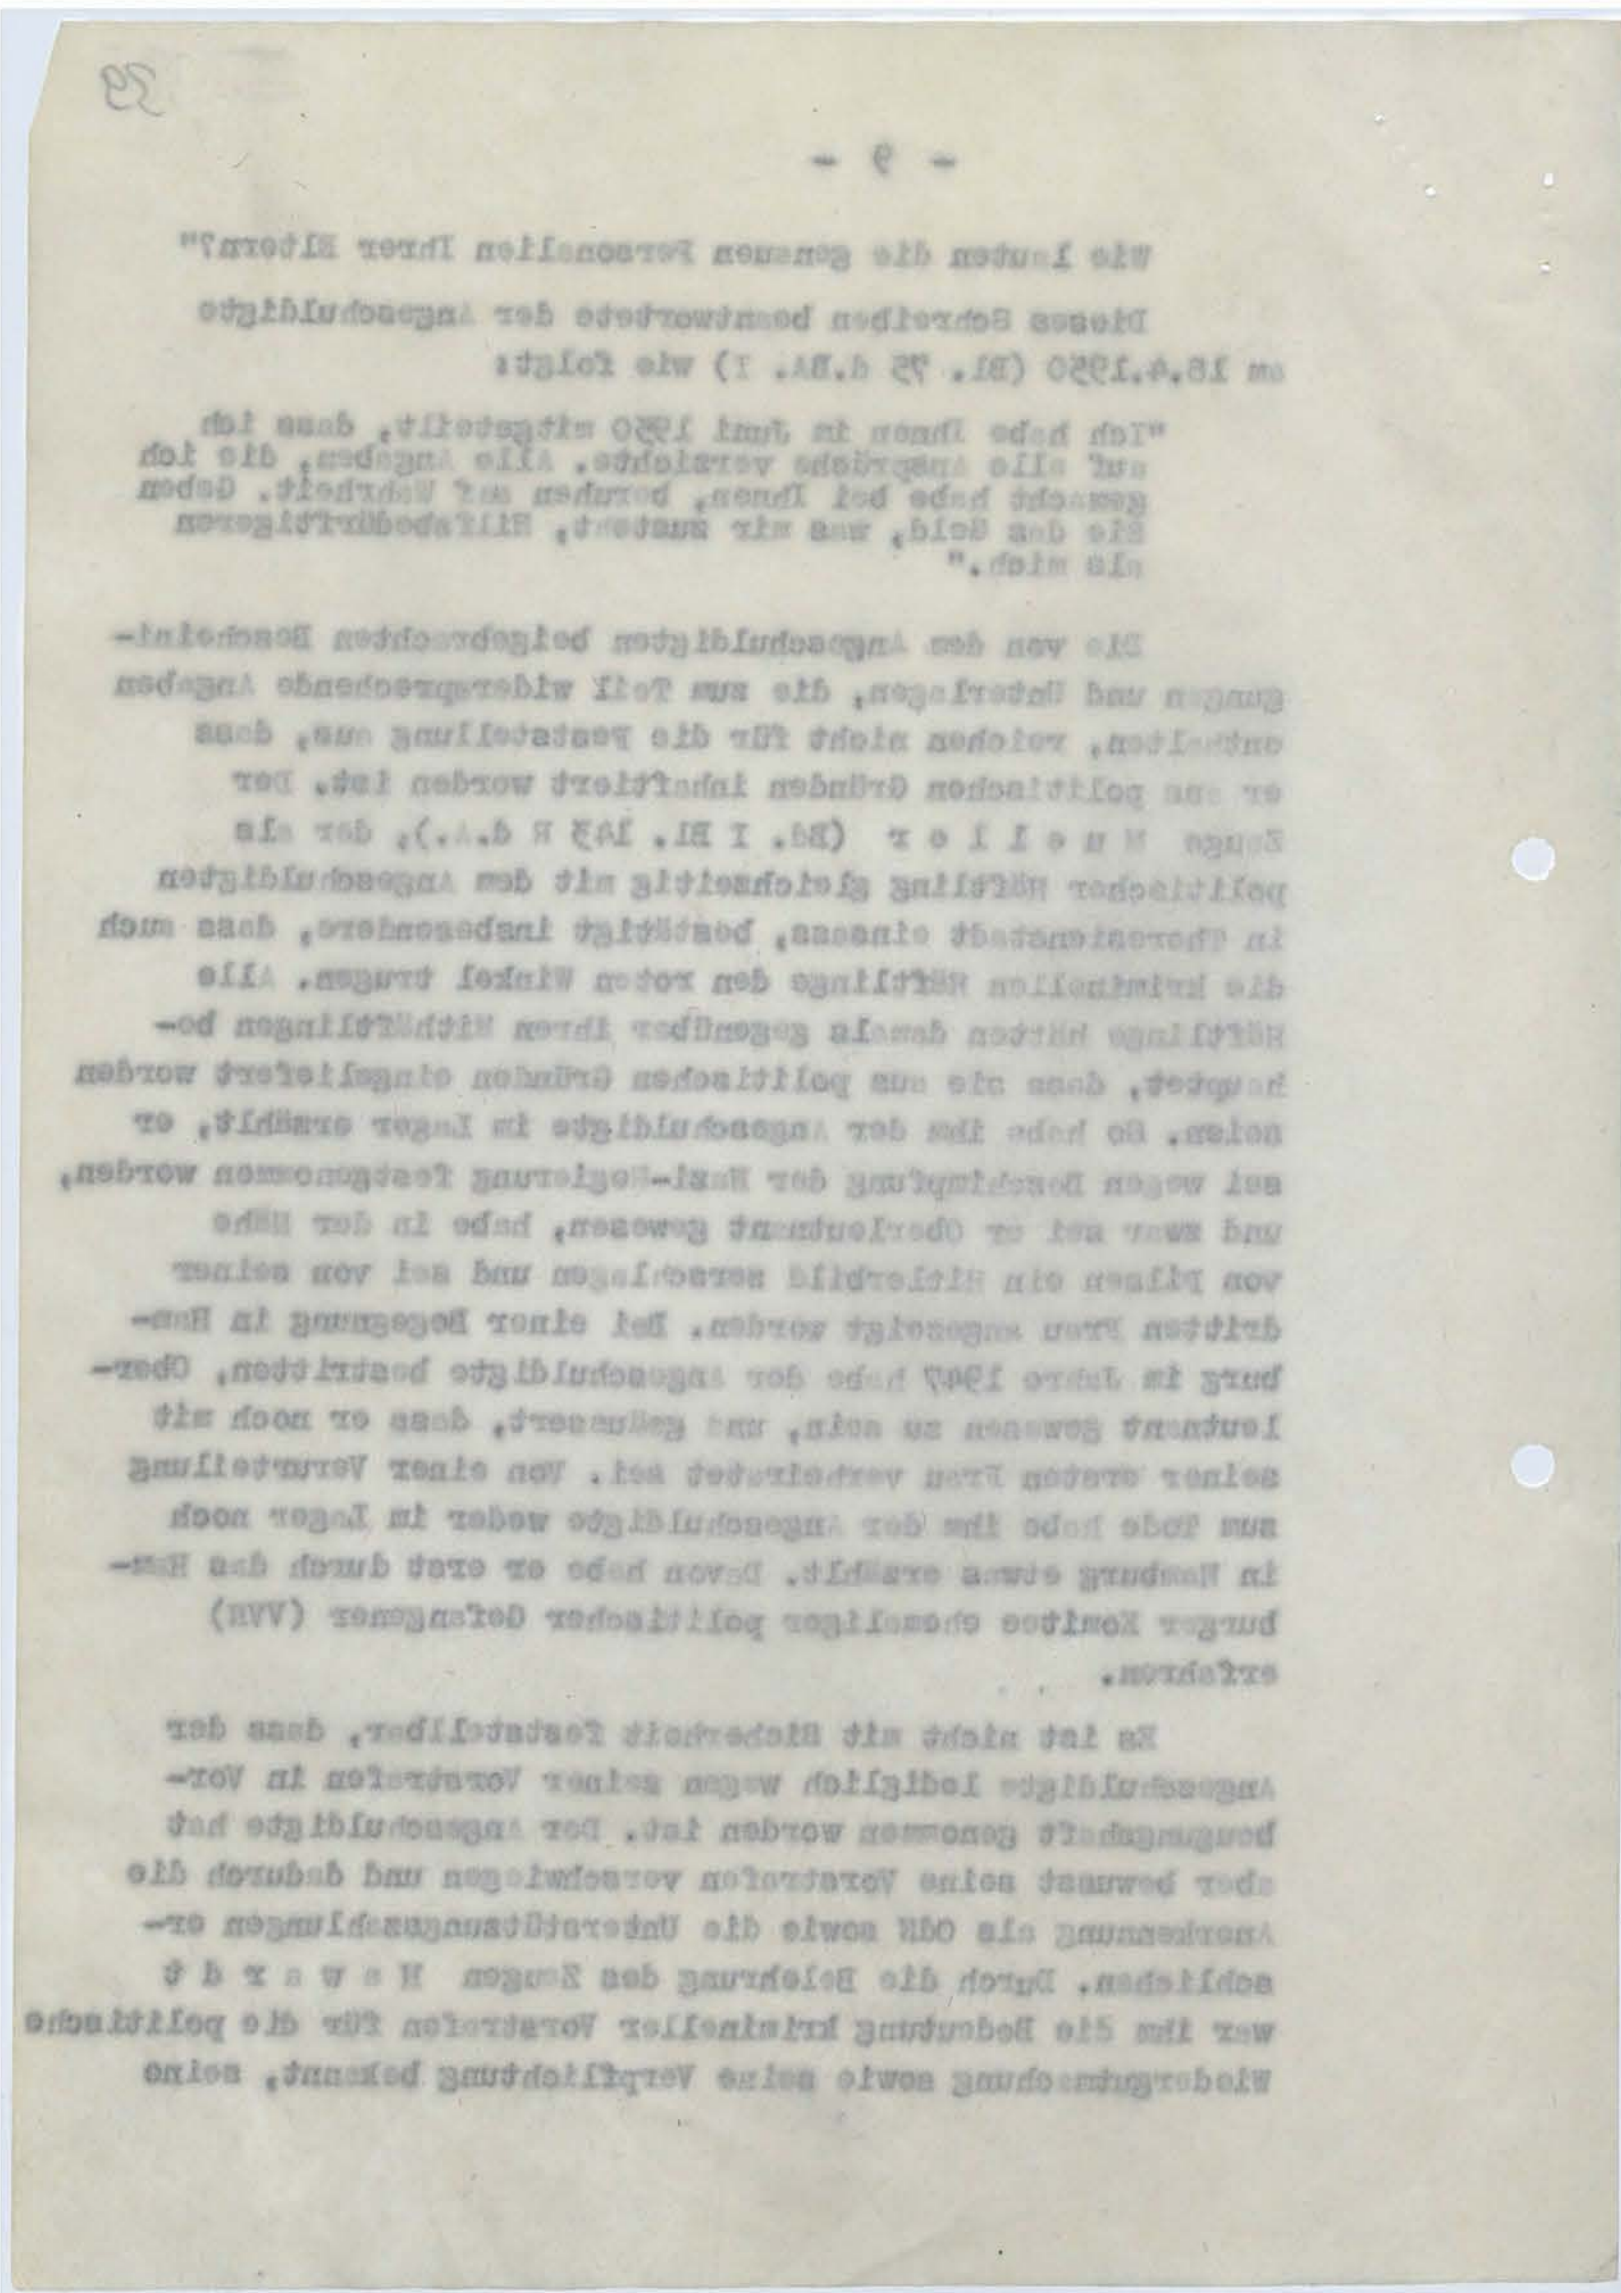 39
- 9 -
Wie lauten die genauen Personalien Ihrer Eltern?"
Dieses Schreiben beantwortete der Angeschuldigte
am 18.4.1950 (Bl. 75 d.BA. I) wie folgt:
"Ich habe Ihnen im Juni 1950 mitgeteilt, dass ich
auf alle Ansprüche verzichte. Alle Angaben, die ich
gemacht habe bei Ihnen, beruhen auf Wahrheit. Geben
Sie das Geld, was mir zusteht, Hilfsbedürftigeren
als mich."
Die von dem Angeschuldigten beigebrachten Bescheini-
gungen und Unterlagen, die zum Teil widersprechende Angaben
enthalten, reichen nicht für die Feststellung aus, dass
er aus politischen Gründen inhaftiert worden ist. Der
Zeuge M u e l l e r (Bd. I Bl. 143 R d.A.), der als
politischer Häftling gleichzeitig mit dem Angeschuldigten
in Theresienstadt einsass, bestätigt insbesondere, dass auch
die kriminellen Häftlinge den roten Winkel trugen. Alle
Häftlinge hätten damals gegenüber ihren Mithäftlingen be-
hauptet, dass sie aus politischen Gründen eingeliefert worden
seien. So habe ihm der Angeschuldigte im Lager erzählt, er
sei wegen Beschimpfung der Nazi-Regierung festgenommen worden,
und zwar sei er Oberleutnant gewesen, habe in der Nähe
von Pilsen ein Hitlerbild zerschlagen und sei von seiner
dritten Frau angezeigt worden. Bei einer Begegnung in Ham-
burg im Jahre 1947 habe der Angeschuldigte bestritten, Ober-
leutnant gewesen zu sein, und geäussert, dass er noch mit
seiner ersten Frau verheiratet sei. Von einer Verurteilung
zum Tode habe ihm der Angeschuldigte weder im Lager noch
in Hamburg etwas erzählt. Davon habe er erst durch das Ham-
burger Komitee ehemaliger politischer Gefangener (VVN)
erfahren.
Es ist nicht mit Sicherheit feststellbar, dass der
Angeschuldigte lediglich wegen seiner Vorstrafen in Vor-
beugungshaft genommen worden ist. Der Angeschuldigte hat
aber bewusst seine Vorstrafen verschwiegen und dadurch die
Anerkennung als OdN sowie die Unterstützungszahlungen er-
schlichen. Durch die Belehrung des Zeugen H e w a r d t
war ihm die Bedeutung krimineller Vorstrafen für die politische
Wiedergutmachung sowie seine Verpflichtung bekannt, seine